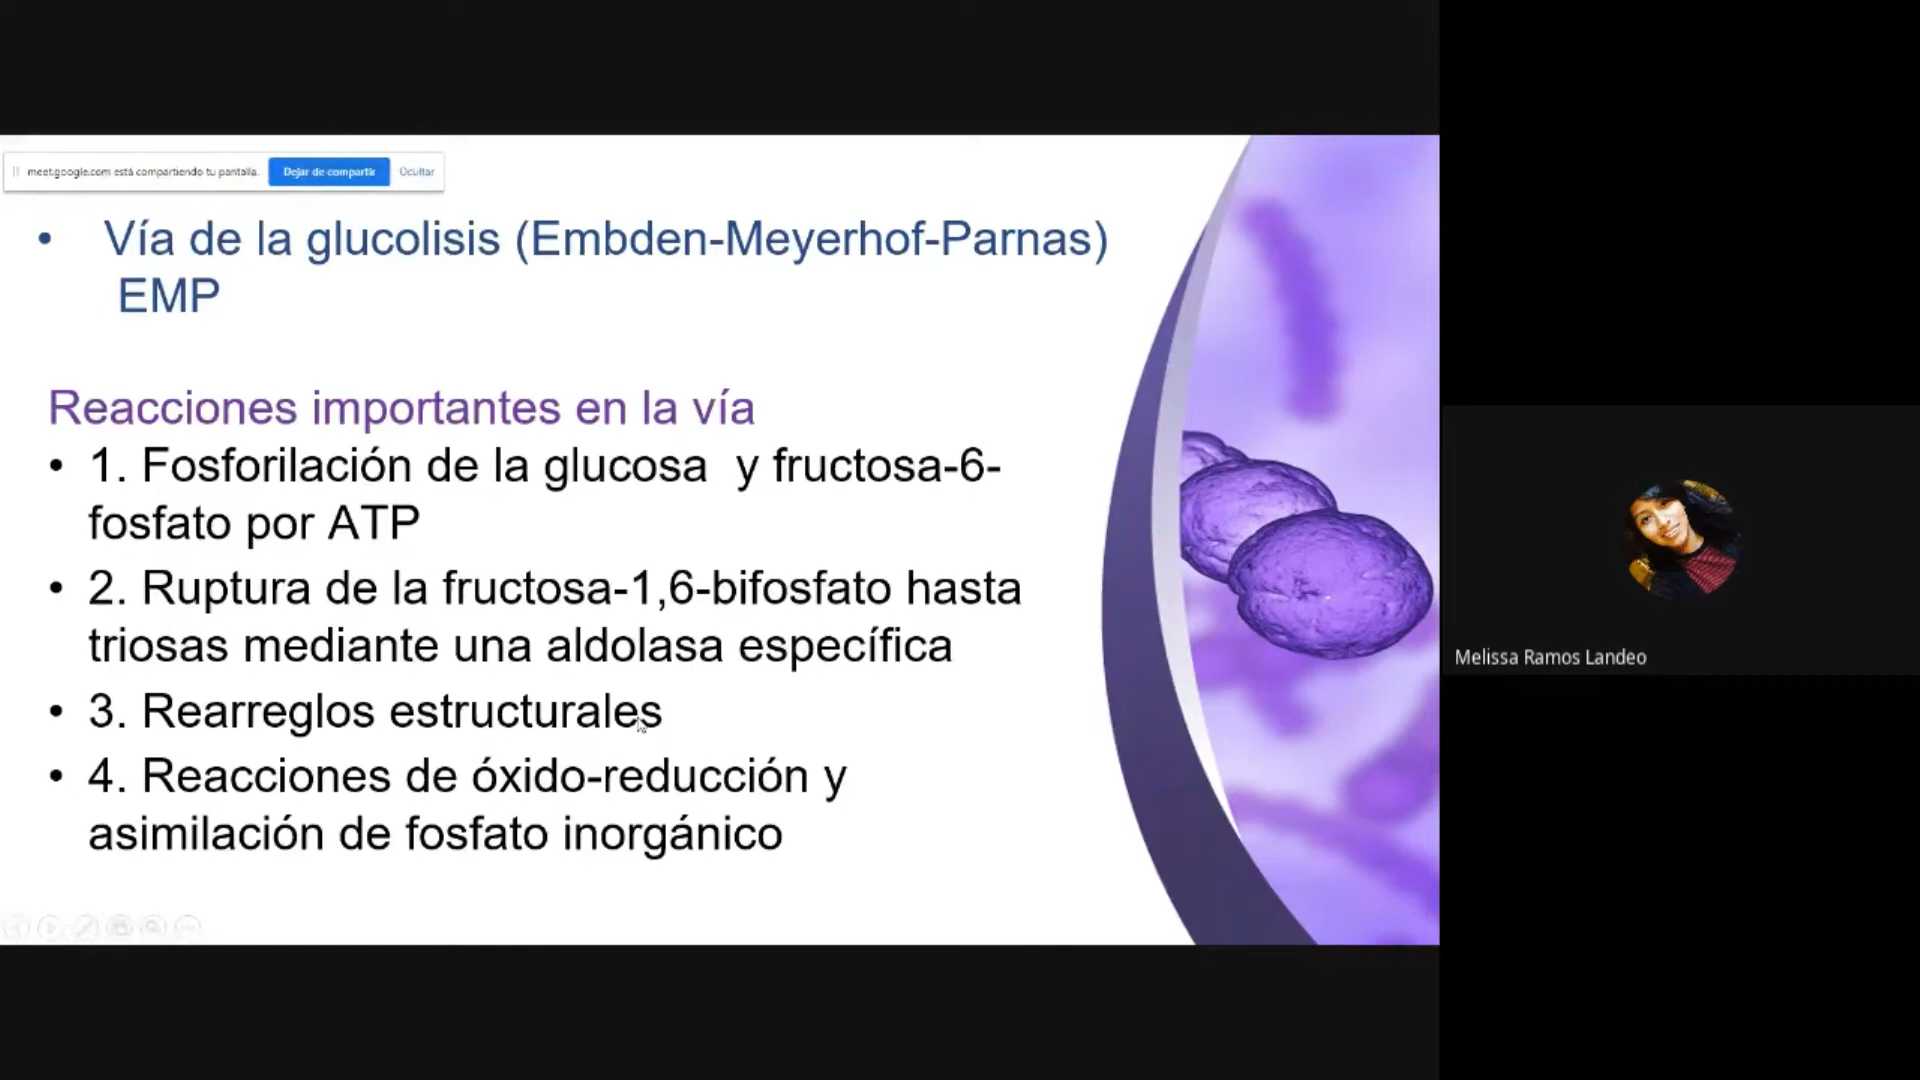 meet.google.com está compartiendo tu pantalla. Dejar de compartir Ocultar
• Vía de la glucolisis (Embden-Meyerhof-Parnas)
EMP
Reacciones importantes en la vía
• 1. Fosforilación de la glucosa y fructosa-6-
fosfato por ATP
• 2. Ruptura de la fructosa-1,6-bifosfato hasta
triosas mediante una aldolasa específica
• 3. Rearreglos estructurales
• 4. Reacciones de óxido-reducción y
asimilación de fosfato inorgánico
Melissa Ramos Landeo